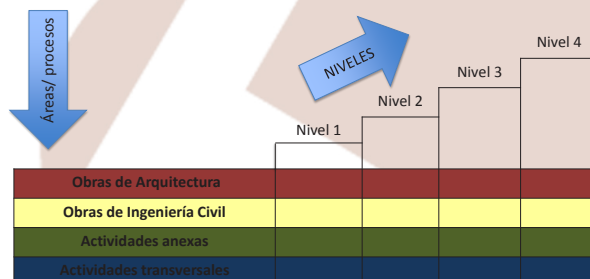 Áreas/ procesos
NIVELES
Nivel 1
Nivel 2
Nivel 3
Nivel 4
Obras de Arquitectura
Obras de Ingeniería Civil
Actividades anexas
Actividades transversales